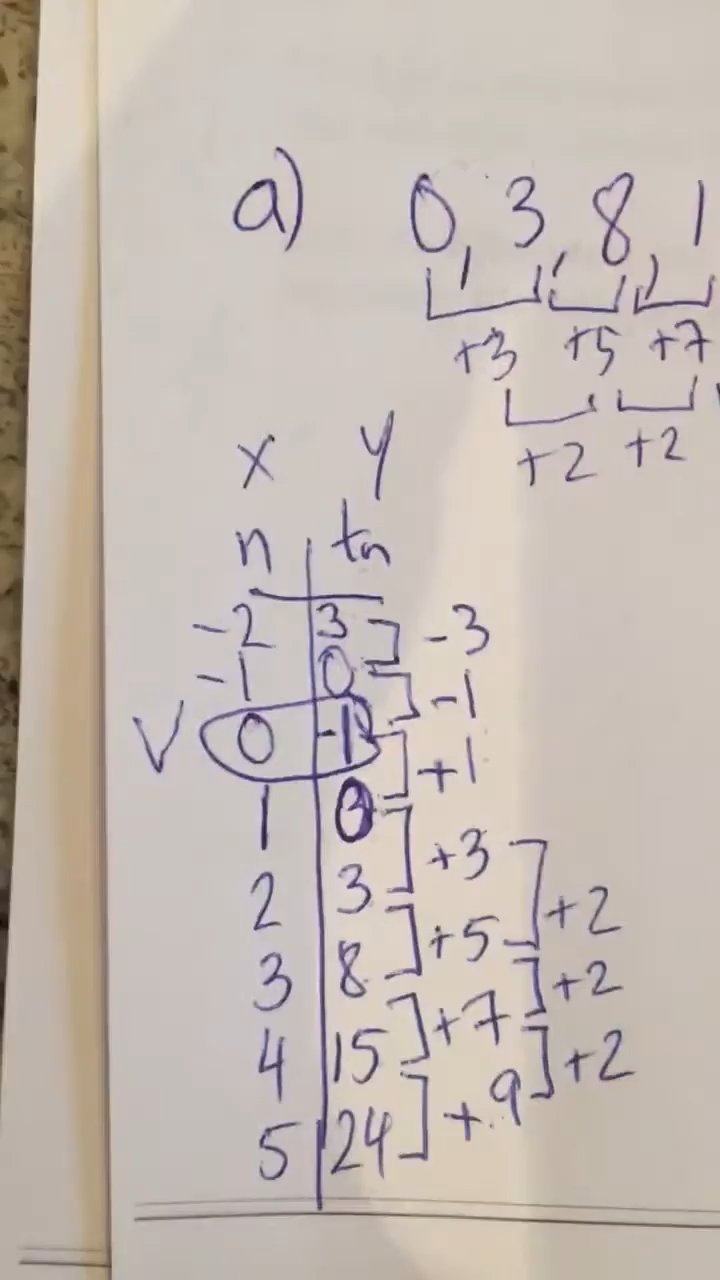 a) 0, 3, 8, 1
+3 +5 +7
+2 +2
x y
n tn
-2 3 -3
-1 0 -1
V 0 -1 +1
1 0 +3
2 3 +5 +2
3 8 +7 +2
4 15 +9 +2
5 24